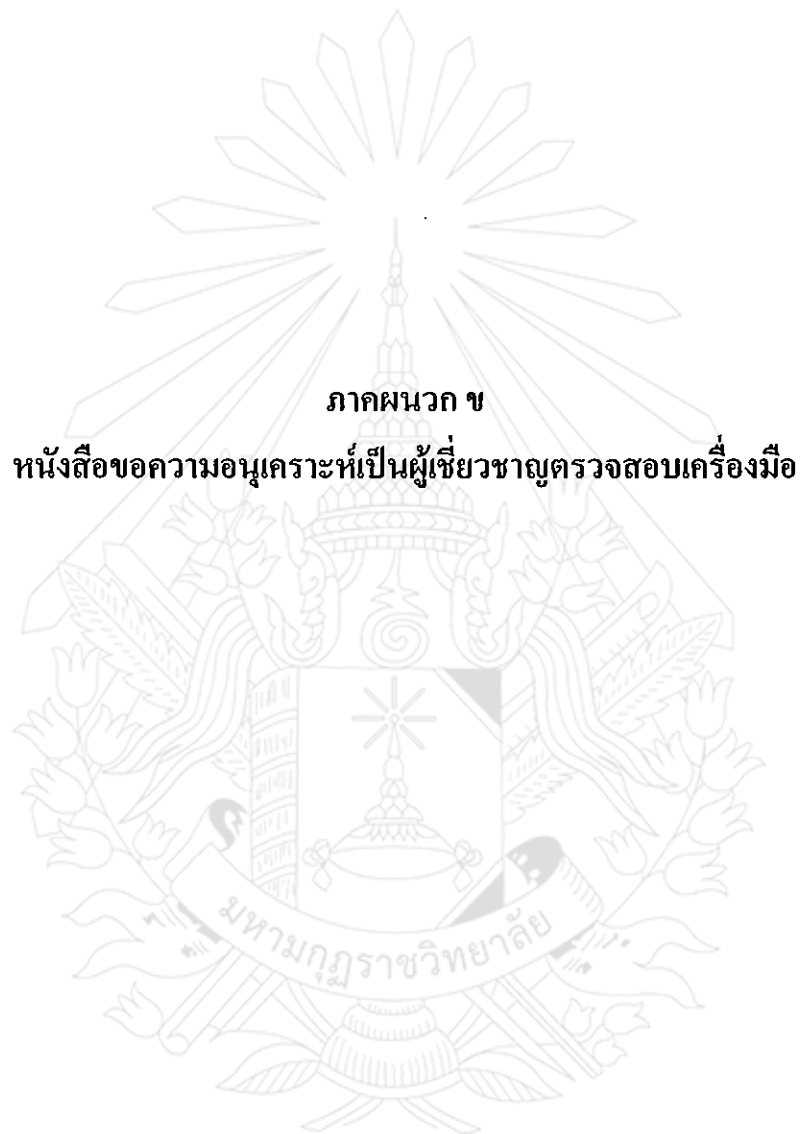 ภาคผนวก ข
หนังสือขอความอนุเคราะห์เป็นผู้เชี่ยวชาญตรวจสอบเครื่องมือ
มหามกุฏราชวิทยาลัย